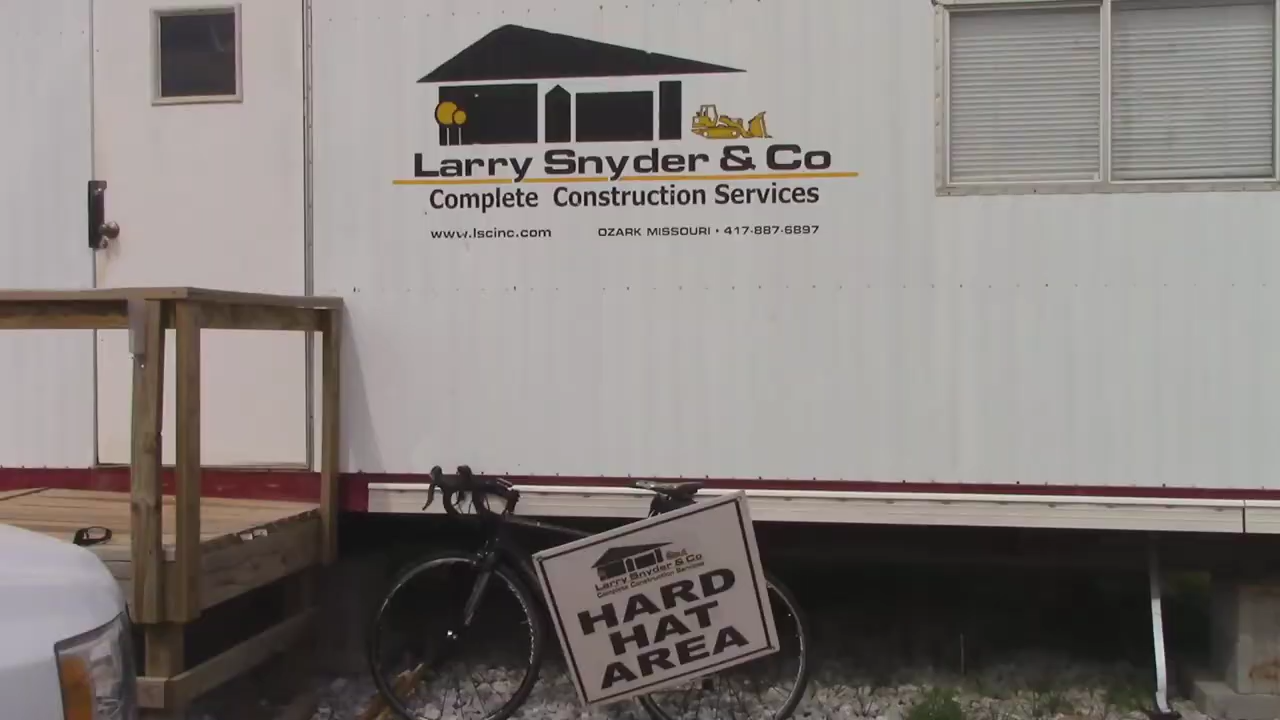 Larry Snyder & Co
Complete Construction Services
www.lscinc.com OZARK MISSOURI • 417-887-6897
Larry Snyder & Co
Complete Construction Services
HARD
HAT
AREA